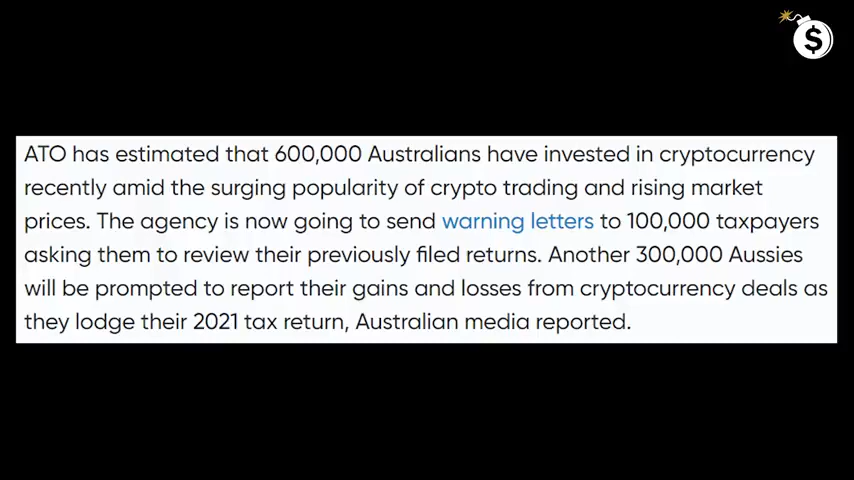 $
ATO has estimated that 600,000 Australians have invested in cryptocurrency
recently amid the surging popularity of crypto trading and rising market
prices. The agency is now going to send warning letters to 100,000 taxpayers
asking them to review their previously filed returns. Another 300,000 Aussies
will be prompted to report their gains and losses from cryptocurrency deals as
they lodge their 2021 tax return, Australian media reported.